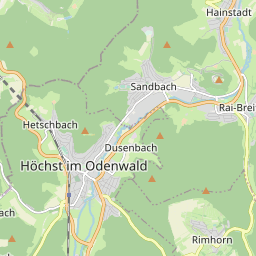 Hainstadt
Sandbach
Rai-Brei
Hetschbach
Dusenbach
Höchst im Odenwald
bach
Rimhorn